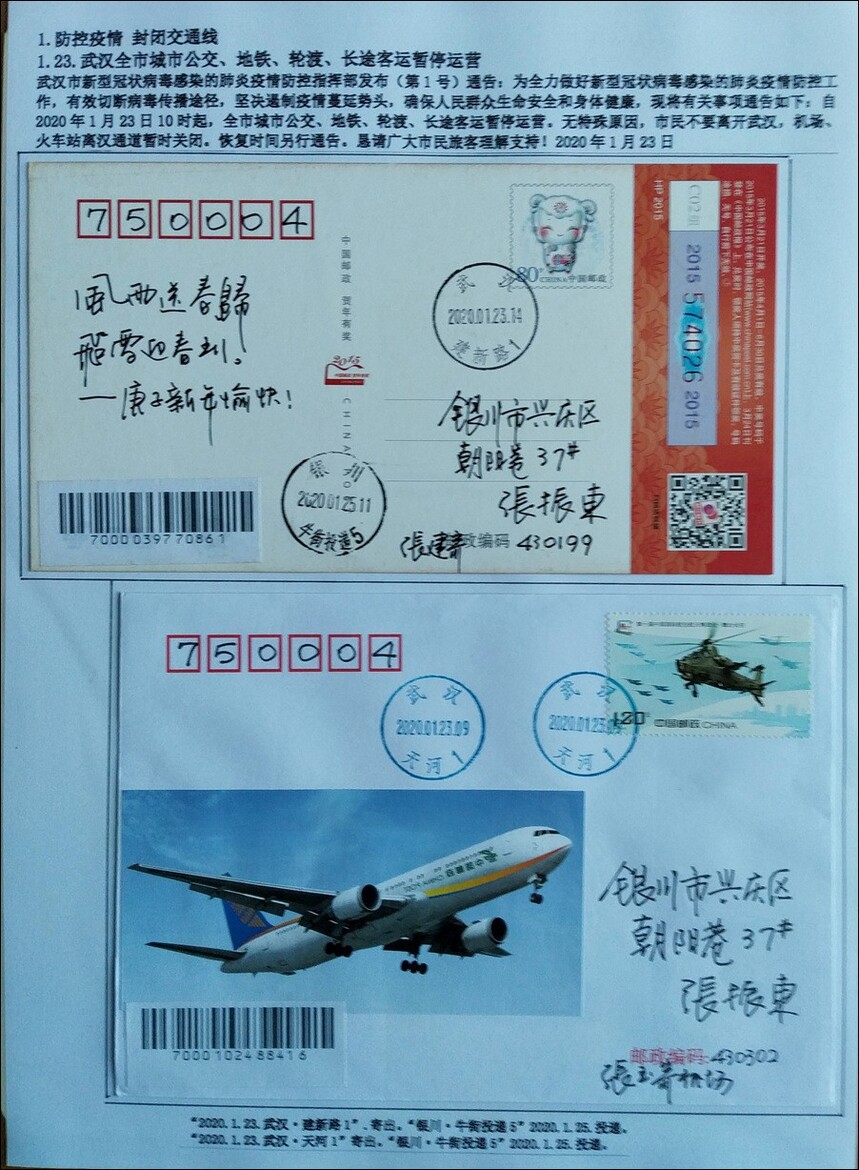 1.防控疫情 封闭交通线
1.23.武汉全市城市公交、地铁、轮渡、长途客运暂停运营
武汉市新型冠状病毒感染的肺炎疫情防控指挥部发布（第1号）通告：为全力做好新型冠状病毒感染的肺炎疫情防控工
作，有效切断病毒传播途径，坚决遏制疫情蔓延势头，确保人民群众生命安全和身体健康，现将有关事项通告如下：自
2020年1月23日10时起，全市城市公交、地铁、轮渡、长途客运暂停运营。无特殊原因，市民不要离开武汉，机场、
火车站离汉通道暂时关闭。恢复时间另行通告。恳请广大市民旅客理解支持！2020年1月23日
750004
中国邮政 贺年有奖
2015
CHINA
80
CHINA中国邮政
HP 2015
C02组
2015 574026 2015
武汉
2020.01.23.14
建新路1
風雨送春歸
飛雪迎春到。
—庚子新年愉快！
银川市兴庆区
朝阳巷37#
張振東
银川
2020.01.25.11
牛街投递5
邮政编码 430199
7000039770861
750004
武汉
2020.01.23.09
天河1
武汉
2020.01.23
天河1
1.20 中国邮政 CHINA
银川市兴庆区
朝阳巷37#
張振東
邮政编码:430302
7000102488416
“2020.1.23.武汉·建新路1”.寄出。“银川·牛街投递5”2020.1.25.投递。
“2020.1.23.武汉·天河1”寄出。“银川·牛街投递5”2020.1.25.投递。